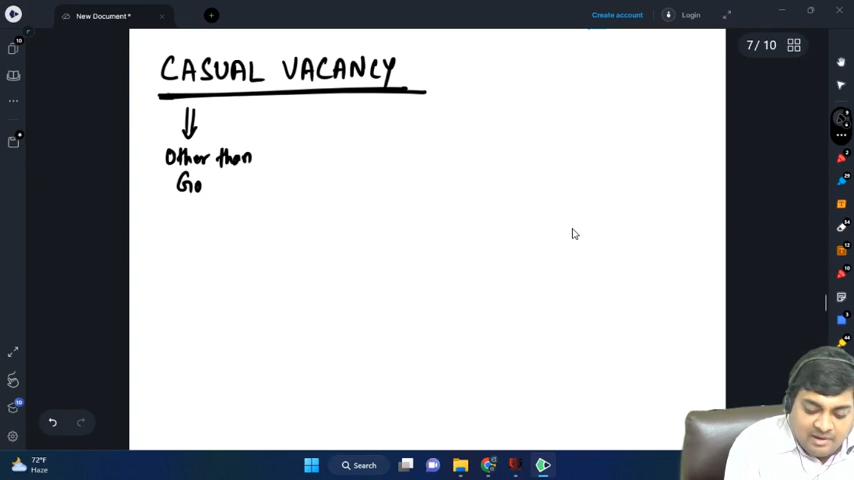 New Document*
Create account
Login
7/10
CASUAL VACANCY
Other than
Go
72°F
Haze
Search